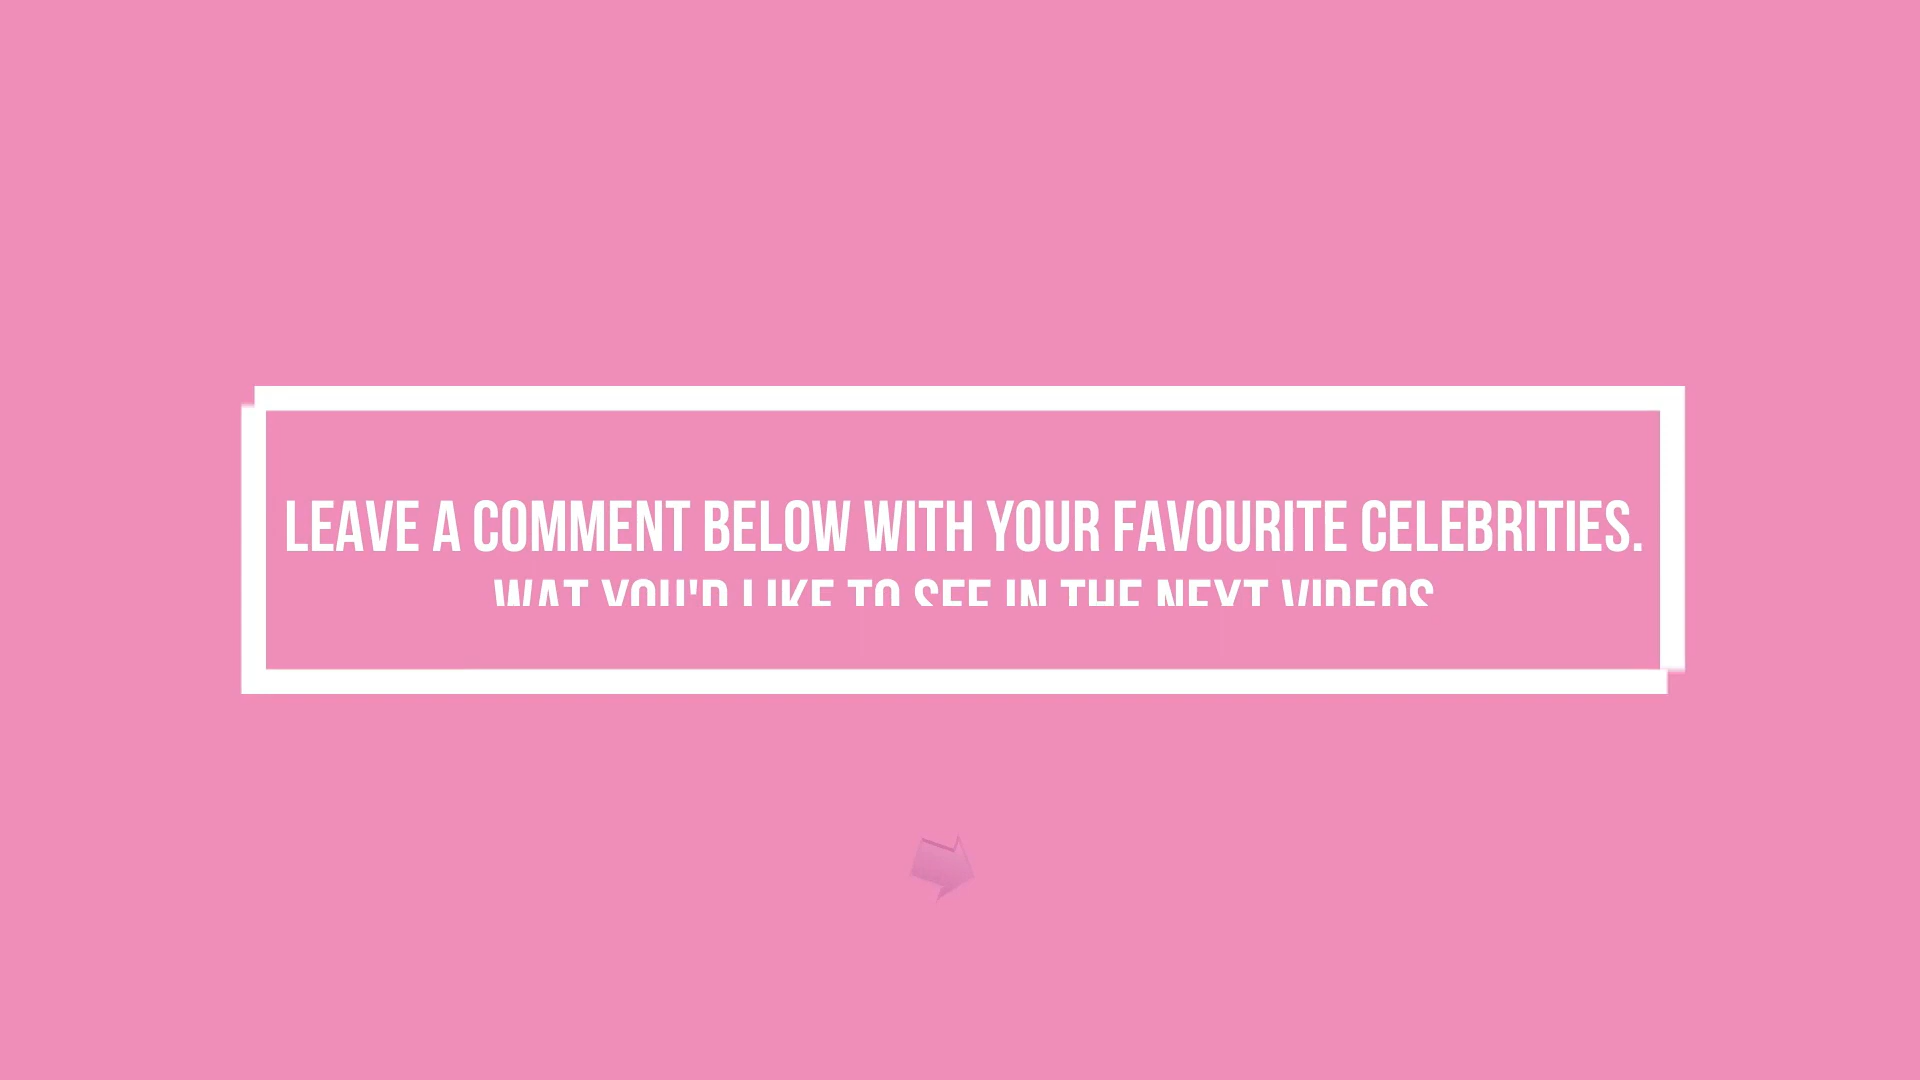 LEAVE A COMMENT BELOW WITH YOUR FAVOURITE CELEBRITIES.
WAT YOU'D LIKE TO SEE IN THE NEXT VIDEOS